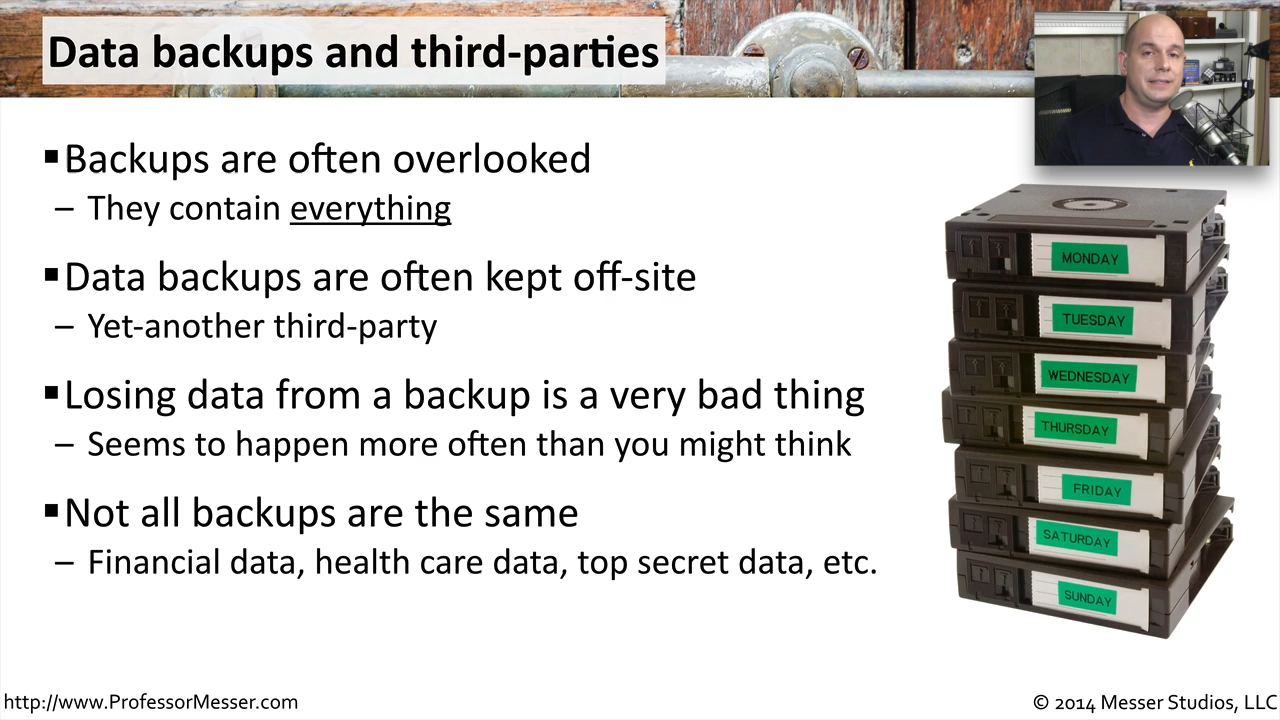 Data backups and third-parties
▪Backups are often overlooked
– They contain everything
▪Data backups are often kept off-site
– Yet-another third-party
▪Losing data from a backup is a very bad thing
– Seems to happen more often than you might think
▪Not all backups are the same
– Financial data, health care data, top secret data, etc.
MONDAY
TUESDAY
WEDNESDAY
THURSDAY
FRIDAY
SATURDAY
SUNDAY
http://www.ProfessorMesser.com
© 2014 Messer Studios, LLC